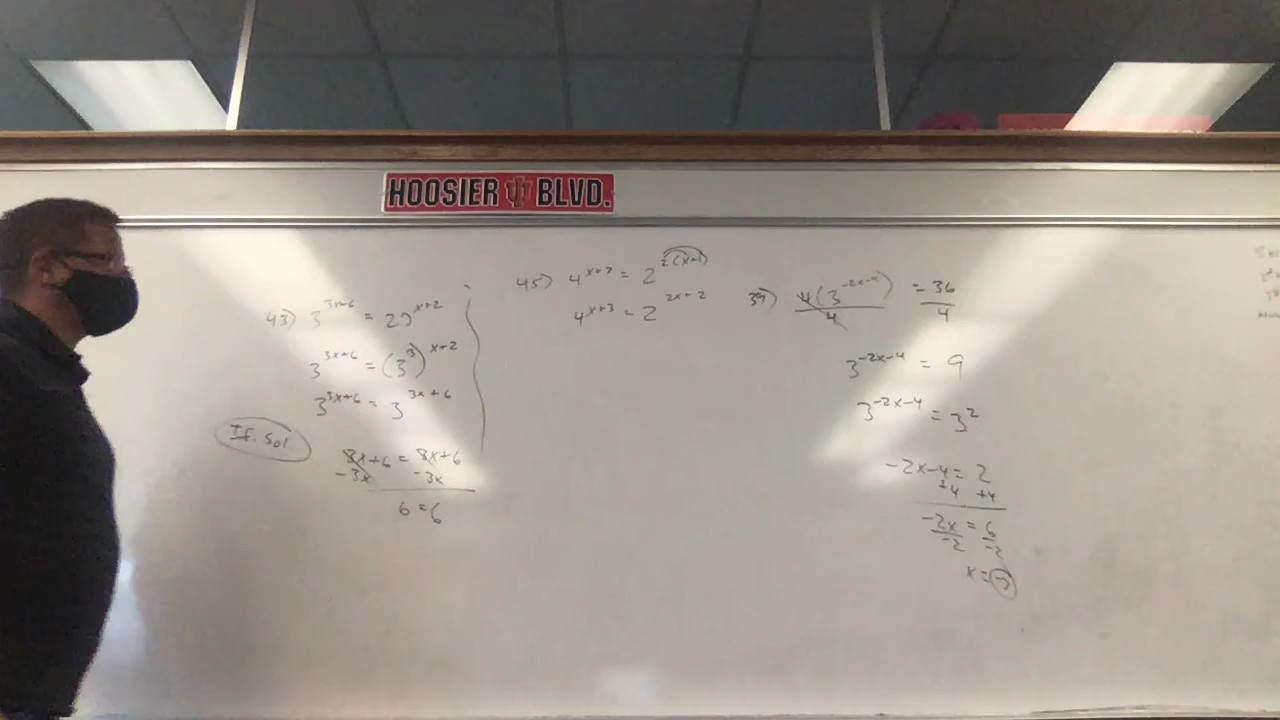 HOOSIER BLVD.
43) 3^(3x+6) = 27^(x+2)
3^(3x+6) = (3^3)^(x+2)
3^(3x+6) = 3^(3x+6)
Inf. Sol.
3x+6 = 3x+6
-3x -3x
6 = 6
45) 4^(x+3) = 2^(2(x+1))
4^(x+3) = 2^(2x+2)
39) 4(3^(-2x-4))/4 = 36/4
3^(-2x-4) = 9
3^(-2x-4) = 3^2
-2x-4 = 2
+4 +4
-2x/-2 = 6/-2
x = -3